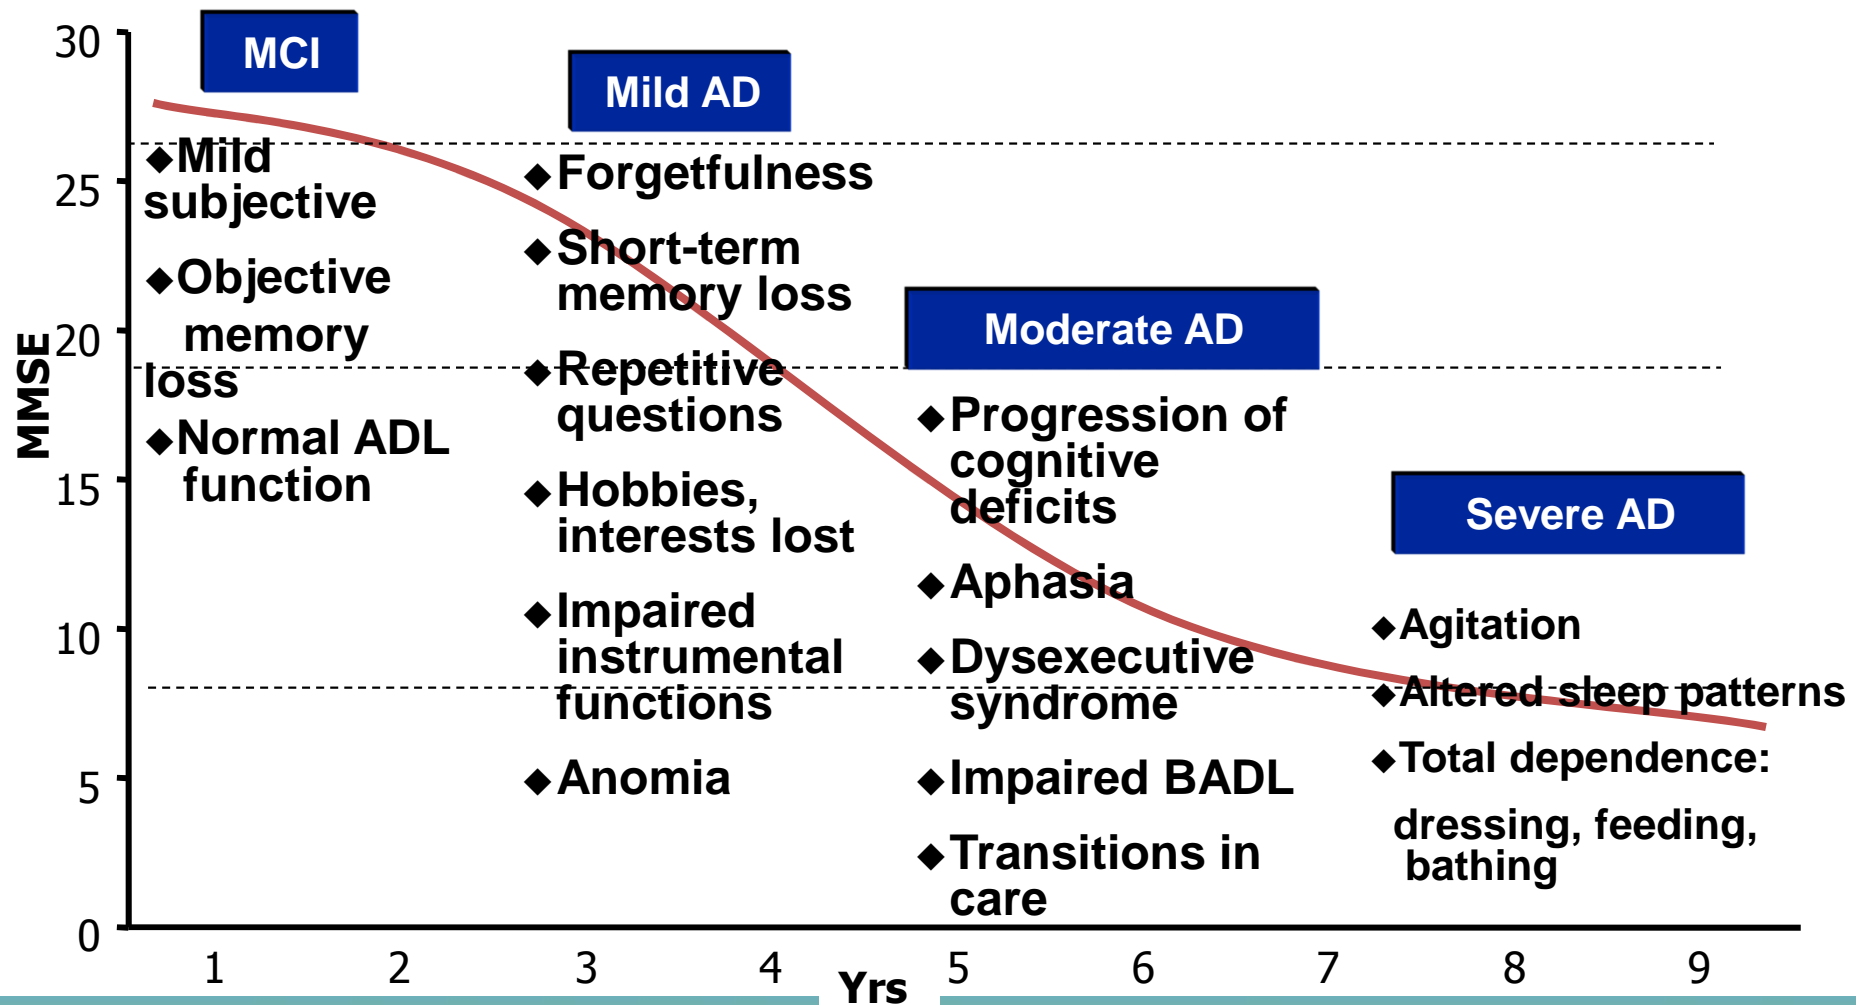 MCI
Mild AD
Moderate AD
Severe AD
MMSE
30
25
20
15
10
5
0
◆Mild
subjective
◆Objective
memory
loss
◆Normal ADL
function
◆Forgetfulness
◆Short-term
memory loss
◆Repetitive
questions
◆Hobbies,
interests lost
◆Impaired
instrumental
functions
◆Anomia
◆Progression of
cognitive
deficits
◆Aphasia
◆Dysexecutive
syndrome
◆Impaired BADL
◆Transitions in
care
◆Agitation
◆Altered sleep patterns
◆Total dependence:
dressing, feeding,
bathing
1 2 3 4 5 6 7 8 9
Yrs